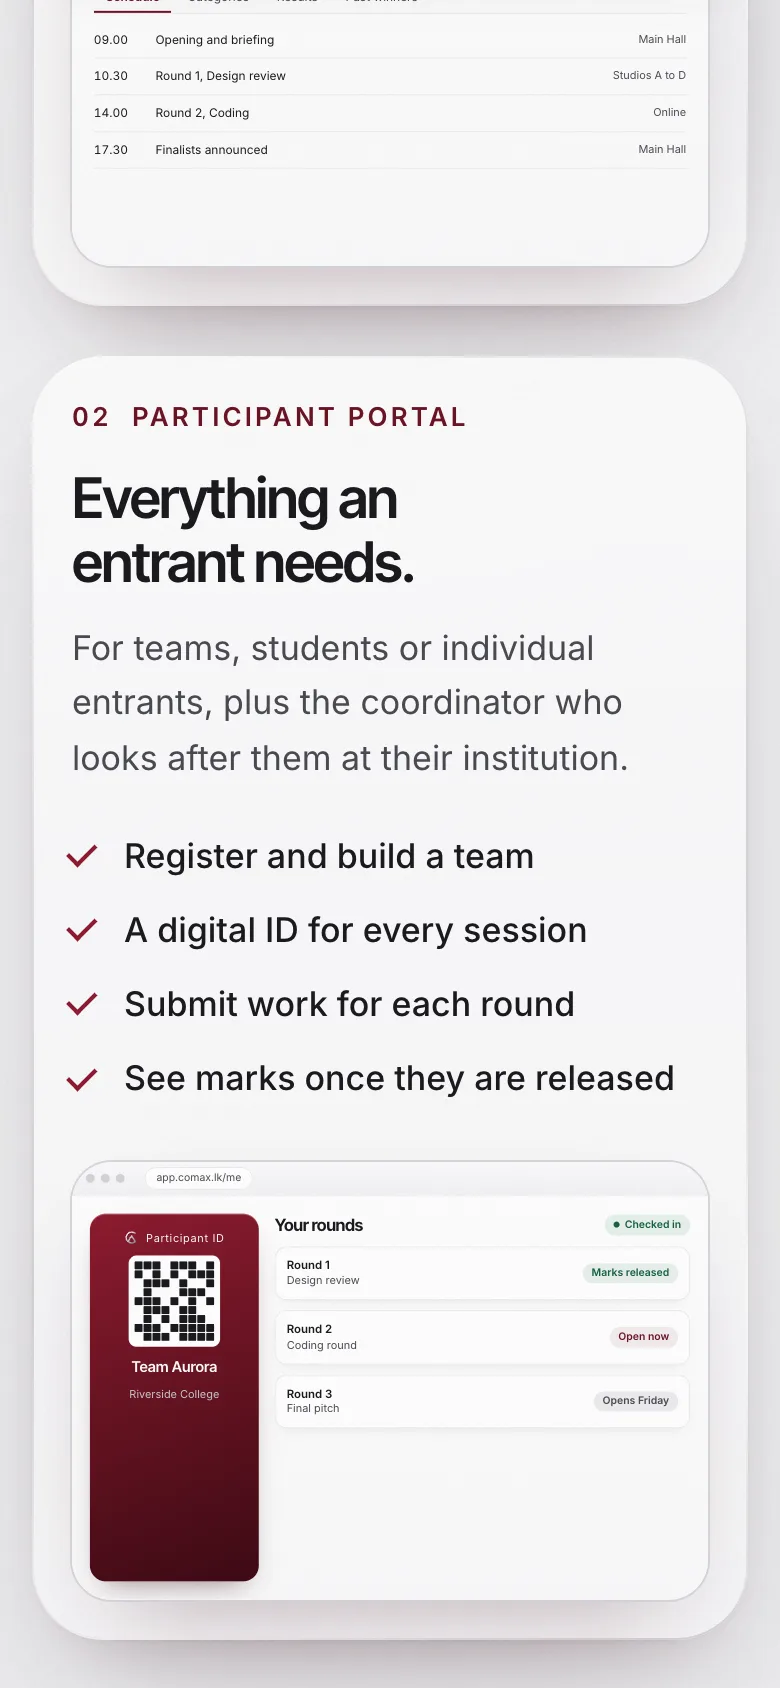 09.00 Opening and briefing Main Hall
10.30 Round 1, Design review Studios A to D
14.00 Round 2, Coding Online
17.30 Finalists announced Main Hall
02 PARTICIPANT PORTAL
Everything an
entrant needs.
For teams, students or individual
entrants, plus the coordinator who
looks after them at their institution.
Register and build a team
A digital ID for every session
Submit work for each round
See marks once they are released
app.comax.lk/me
Participant ID
Team Aurora
Riverside College
Your rounds
Checked in
Round 1
Design review
Marks released
Round 2
Coding round
Open now
Round 3
Final pitch
Opens Friday